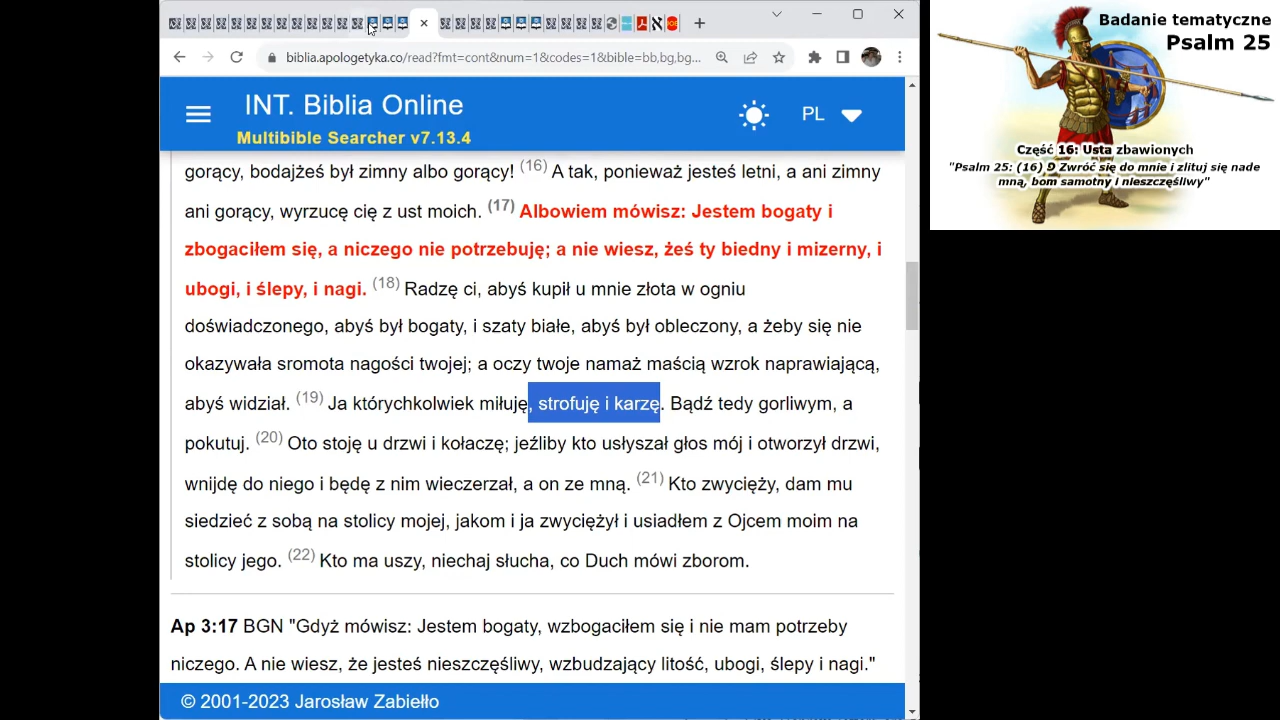 biblia.apologetyka.co/read?fmt=cont&num=1&codes=1&bible=bb,bg,bg...
INT. Biblia Online
Multibible Searcher v7.13.4
PL
gorący, bodajżeś był zimny albo gorący! (16) A tak, ponieważ jesteś letni, a ani zimny
ani gorący, wyrzucę cię z ust moich. (17) Albowiem mówisz: Jestem bogaty i
zbogaciłem się, a niczego nie potrzebuję; a nie wiesz, żeś ty biedny i mizerny, i
ubogi, i ślepy, i nagi. (18) Radzę ci, abyś kupił u mnie złota w ogniu
doświadczonego, abyś był bogaty, i szaty białe, abyś był obleczony, a żeby się nie
okazywała sromota nagości twojej; a oczy twoje namaż maścią wzrok naprawiającą,
abyś widział. (19) Ja którychkolwiek miłuję, strofuję i karzę. Bądź tedy gorliwym, a
pokutuj. (20) Oto stoję u drzwi i kołaczę; jeźliby kto usłyszał głos mój i otworzył drzwi,
wnijdę do niego i będę z nim wieczerzał, a on ze mną. (21) Kto zwycięży, dam mu
siedzieć z sobą na stolicy mojej, jakom i ja zwyciężył i usiadłem z Ojcem moim na
stolicy jego. (22) Kto ma uszy, niechaj słucha, co Duch mówi zborom.
Ap 3:17 BGN "Gdyż mówisz: Jestem bogaty, wzbogaciłem się i nie mam potrzeby
niczego. A nie wiesz, że jesteś nieszczęśliwy, wzbudzający litość, ubogi, ślepy i nagi."
© 2001-2023 Jarosław Zabiełło
Badanie tematyczne
Psalm 25
Część 16: Usta zbawionych
"Psalm 25: (16) פ Zwróć się do mnie i zlituj się nade
mną, bom samotny i nieszczęśliwy"